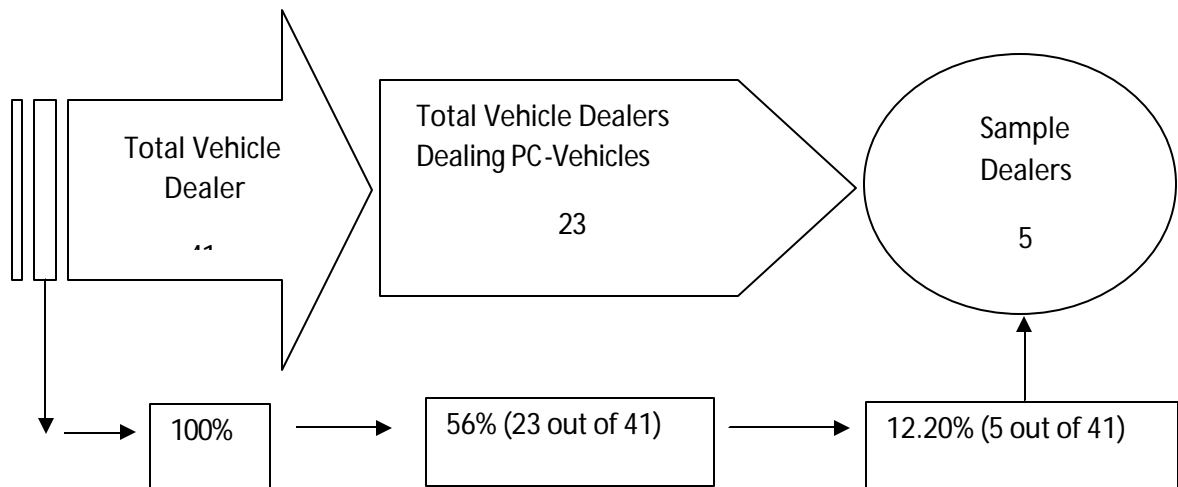 Total Vehicle
Dealer
41
Total Vehicle Dealers
Dealing PC-Vehicles
23
Sample
Dealers
5
100%
56% (23 out of 41)
12.20% (5 out of 41)